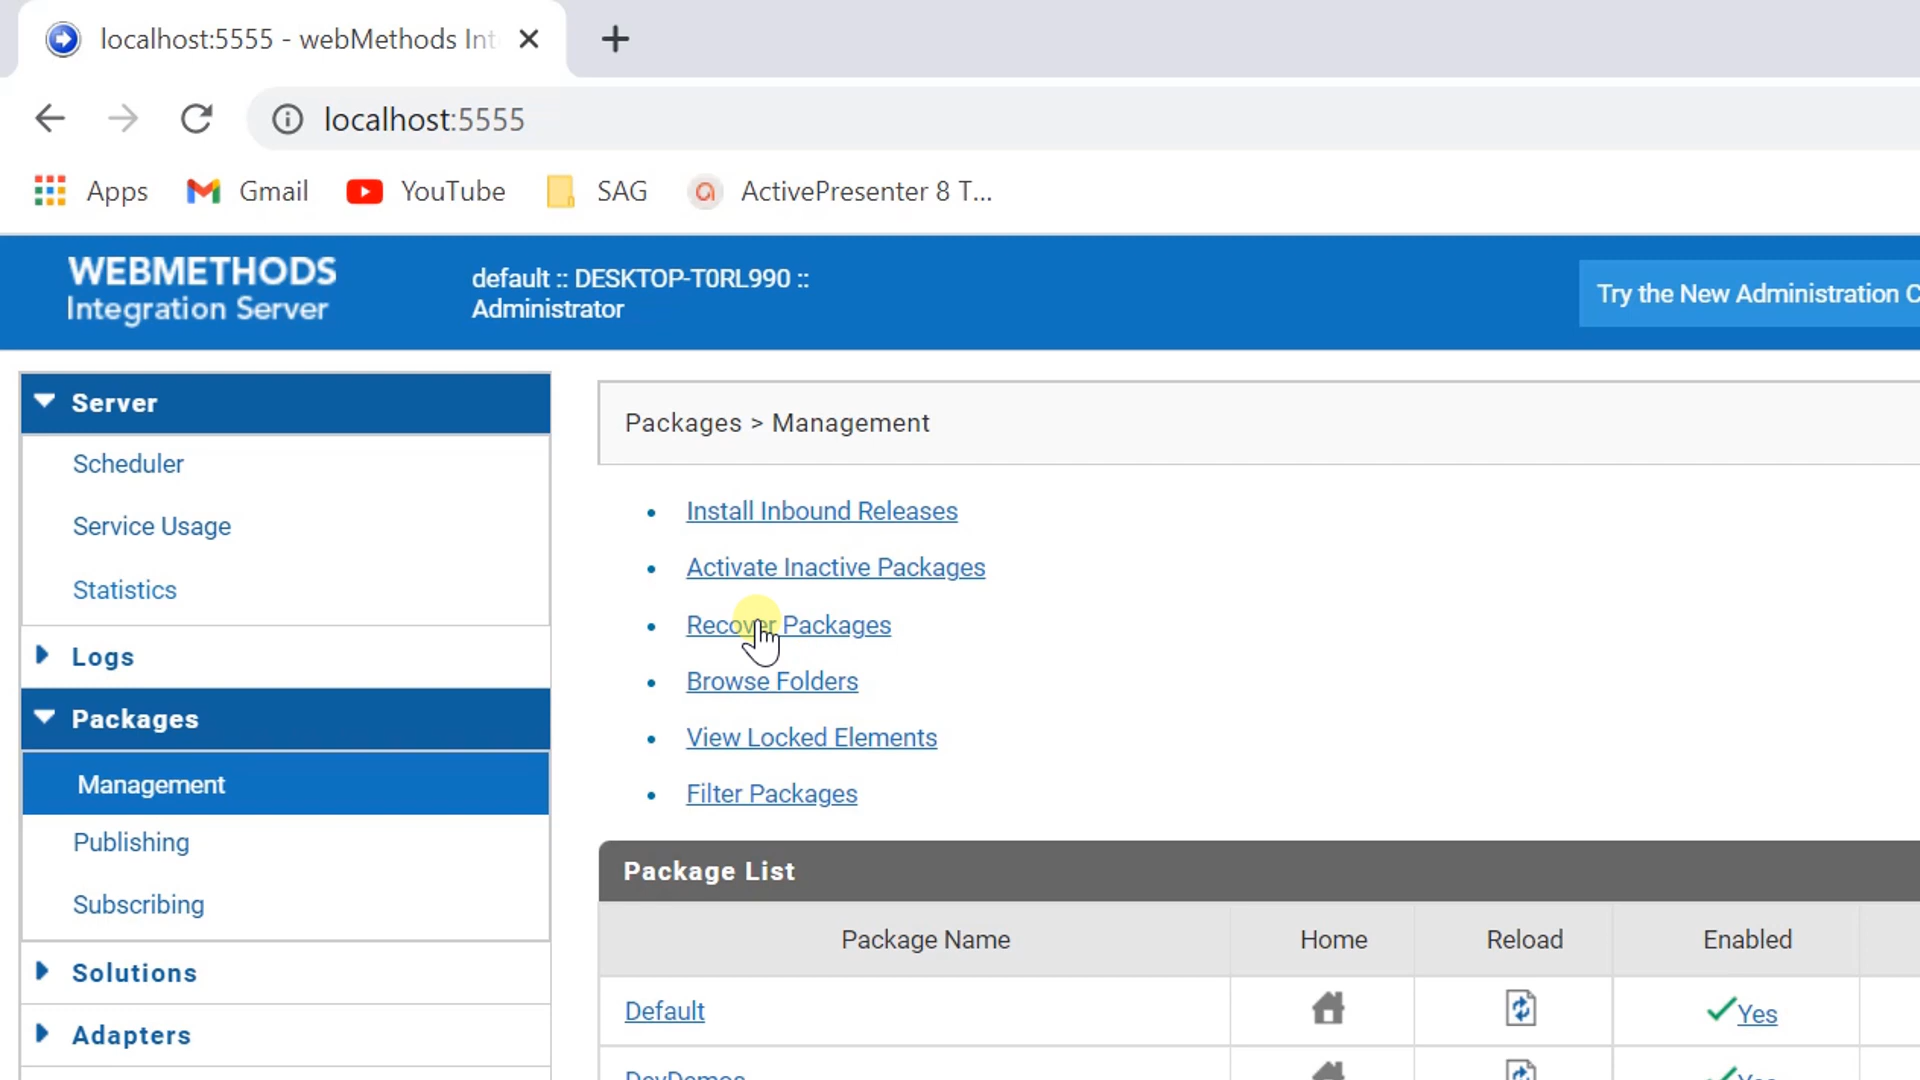 localhost:5555 - webMethods Int
localhost:5555
Apps
Gmail
YouTube
SAG
ActivePresenter 8 T...
WEBMETHODS
Integration Server
default :: DESKTOP-T0RL990 ::
Administrator
Try the New Administration C
Server
Scheduler
Service Usage
Statistics
Logs
Packages
Management
Publishing
Subscribing
Solutions
Adapters
Packages > Management
Install Inbound Releases
Activate Inactive Packages
Recover Packages
Browse Folders
View Locked Elements
Filter Packages
Package List
Package Name Home Reload Enabled
Default Yes
DevDemos Yes